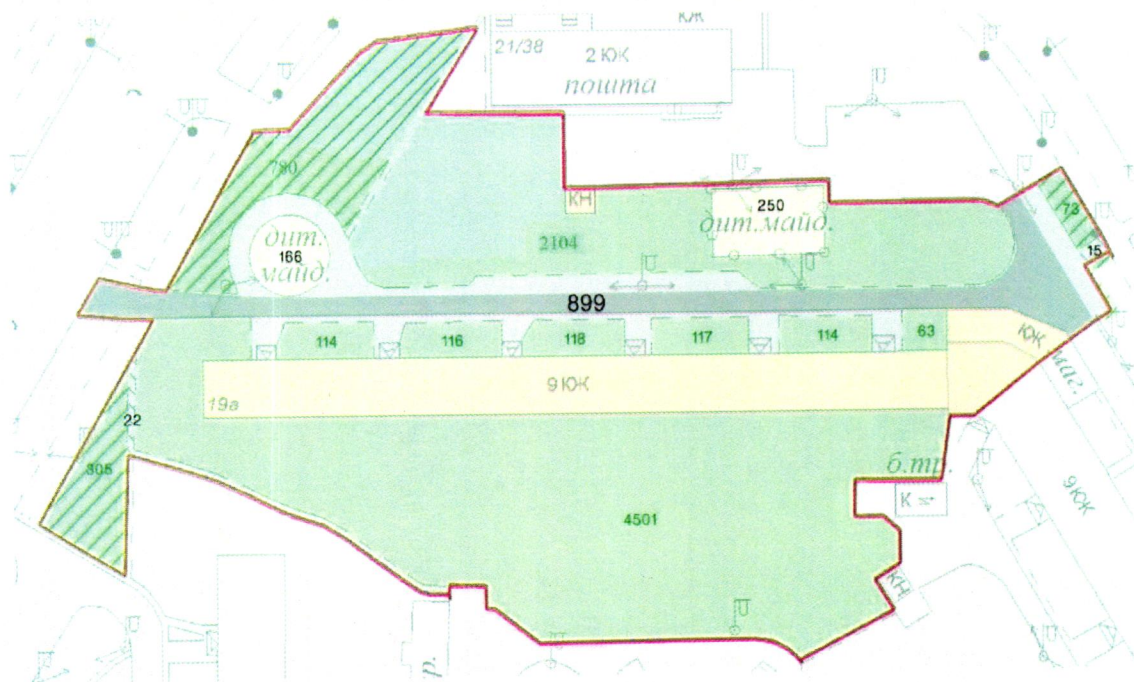 КЖ
21/38
2 КЖ
пошта
780
КН
250
дит.майд.
73
15
дит.
166
майд.
2104
899
114
116
118
117
114
63
КЖ
маг.
19а
9 КЖ
22
305
б.тр.
К
9 КЖ
4501
КН
р.